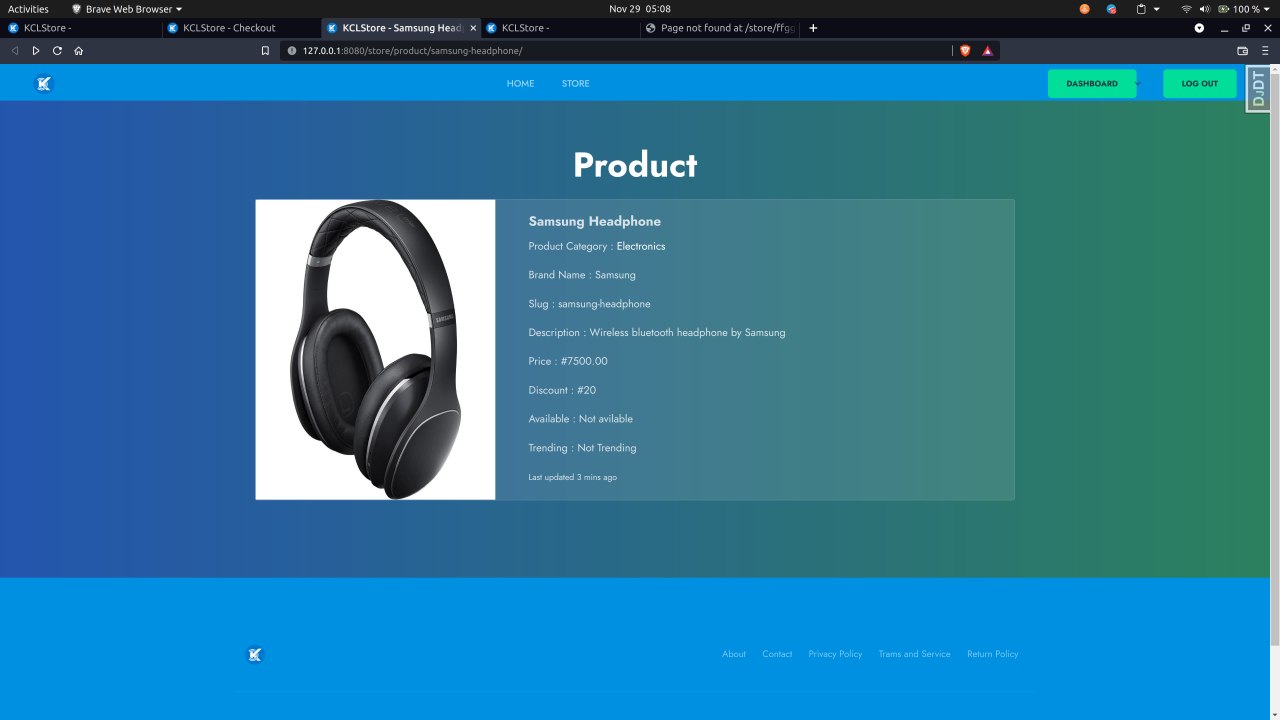 Activities Brave Web Browser Nov 29 05:08 100 %
KCLStore - KCLStore - Checkout KCLStore - Samsung Head KCLStore - Page not found at /store/ffgg
127.0.0.1:8080/store/product/samsung-headphone/
K HOME STORE DASHBOARD LOG OUT DJDT
Product
SAMSUNG
Samsung Headphone
Product Category : Electronics
Brand Name : Samsung
Slug : samsung-headphone
Description : Wireless bluetooth headphone by Samsung
Price : #7500.00
Discount : #20
Available : Not avilable
Trending : Not Trending
Last updated 3 mins ago
K About Contact Privacy Policy Trams and Service Return Policy